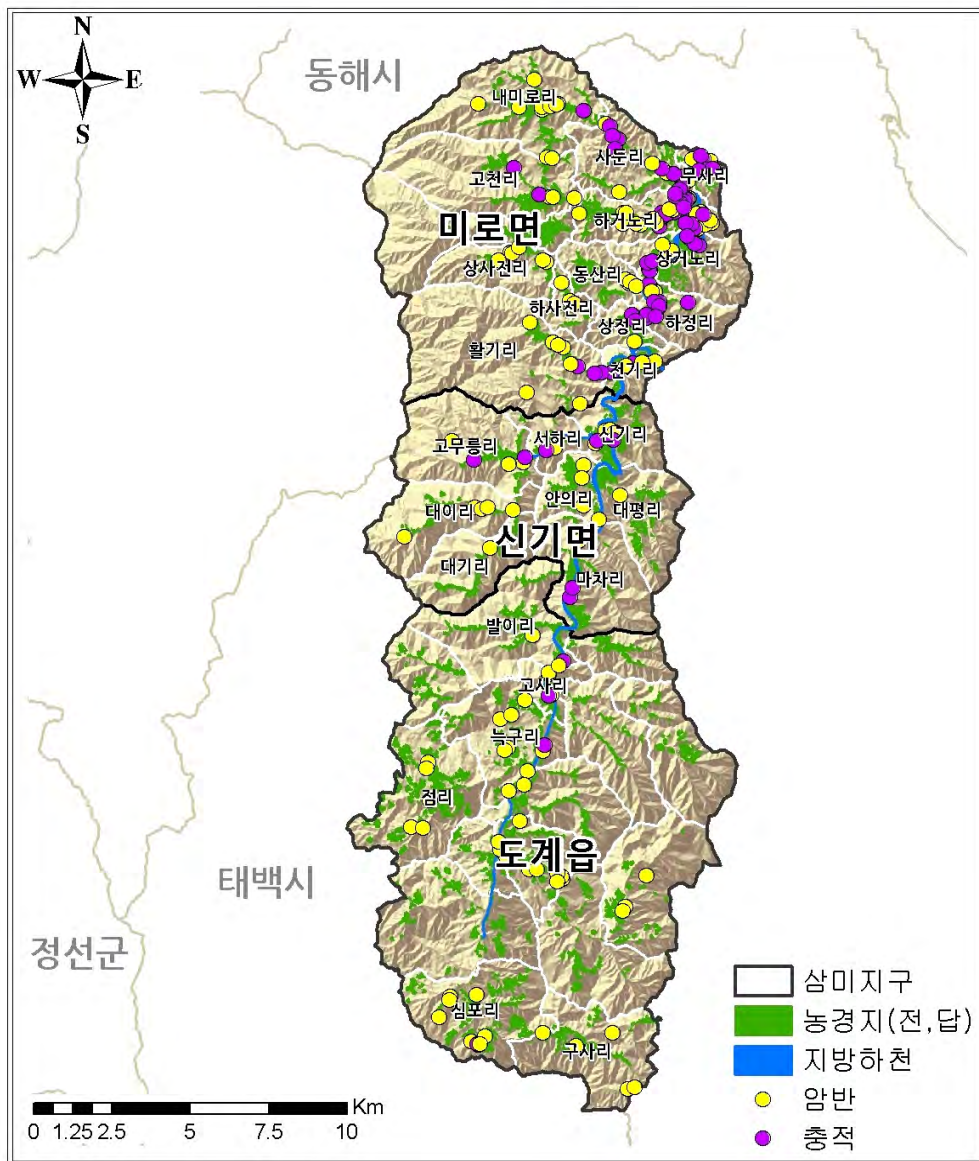 N
W E
S
동해시
내미로리
사둔리
무사리
고천리
하거노리
미로면
상사전리
상거노리
동산리
하사전리
상정리
하정리
활기리
천기리
서하리
신기리
고무릉리
안의리
대평리
대이리
신기면
대기리
마차리
발이리
고사리
늑구리
점리
도계읍
태백시
정선군
심포리
구사리
삼미지구
농경지(전,답)
지방하천
암반
충적
Km
0 1.25 2.5 5 7.5 10